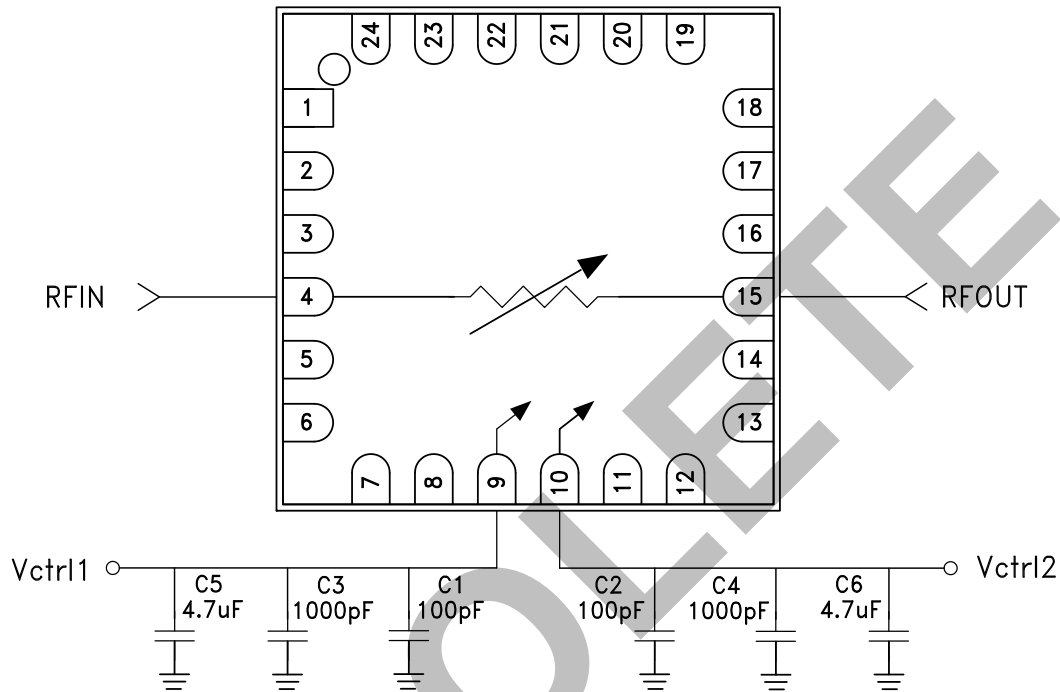 24 23 22 21 20 19
1 18
2 17
3 16
RFIN 4 15 RFOUT
5 14
6 13
7 8 9 10 11 12
Vctrl1 Vctrl2
C5 C3 C1 C2 C4 C6
4.7uF 1000pF 100pF 100pF 1000pF 4.7uF
OLETE